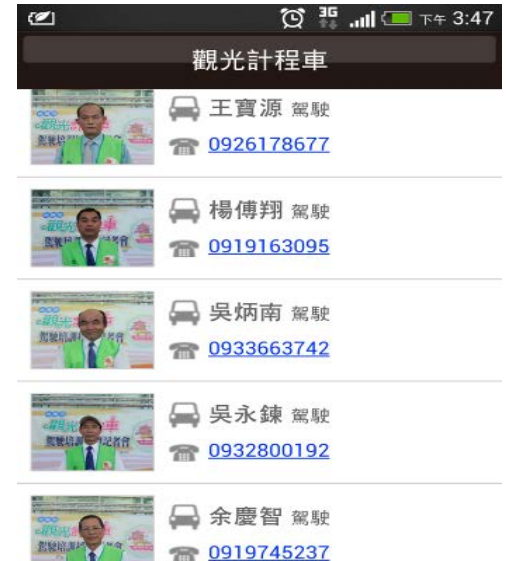 3G 下午 3:47
觀光計程車
王寶源 駕駛
0926178677
楊傅翔 駕駛
0919163095
吳炳南 駕駛
0933663742
吳永鍊 駕駛
0932800192
余慶智 駕駛
0919745237